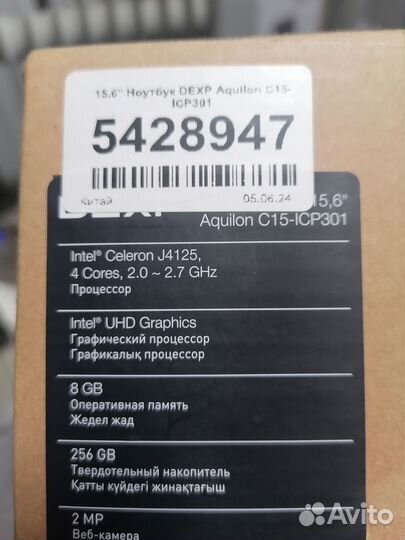 15.6" Ноутбук DEXP Aquilon C15-
ICP301
5428947
Китай
05.06.24
DEXP
15,6"
Aquilon C15-ICP301
Intel® Celeron J4125,
4 Cores, 2.0 ~ 2.7 GHz
Процессор
Intel® UHD Graphics
Графический процессор
Графикалық процессор
8 GB
Оперативная память
Жедел жад
256 GB
Твердотельный накопитель
Қатты күйдегі жинақтағыш
2 MP
Веб-камера
Avito